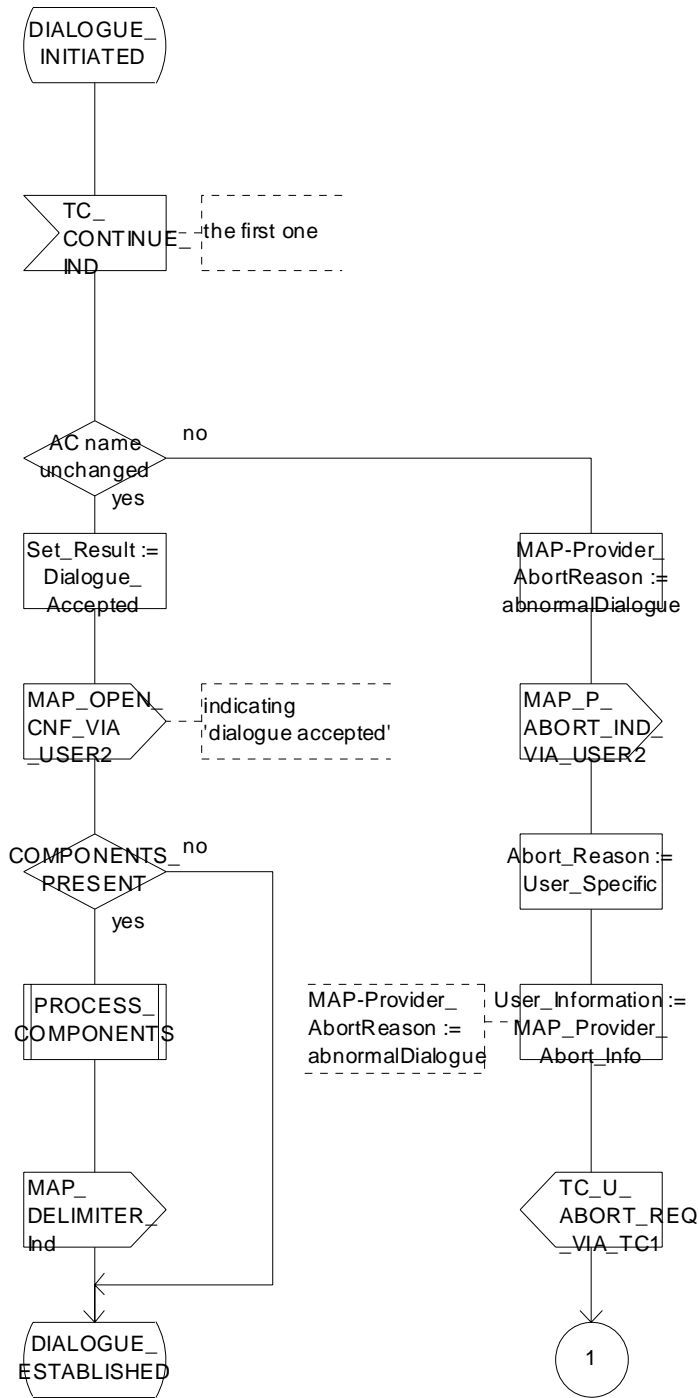 DIALOGUE_
INITIATED
TC_
CONTINUE_
IND
the first one
AC name
unchanged
no
yes
Set_Result :=
Dialogue_
Accepted
MAP-Provider_
AbortReason :=
abnormalDialogue
MAP_OPEN_
CNF_VIA
_USER2
indicating
'dialogue accepted'
MAP_P_
ABORT_IND_
VIA_USER2
COMPONENTS_
PRESENT
no
yes
Abort_Reason :=
User_Specific
PROCESS_
COMPONENTS
MAP-Provider_
AbortReason :=
abnormalDialogue
User_Information :=
MAP_Provider_
Abort_Info
MAP_
DELIMITER_
Ind
TC_U_
ABORT_REQ
_VIA_TC1
DIALOGUE_
ESTABLISHED
1